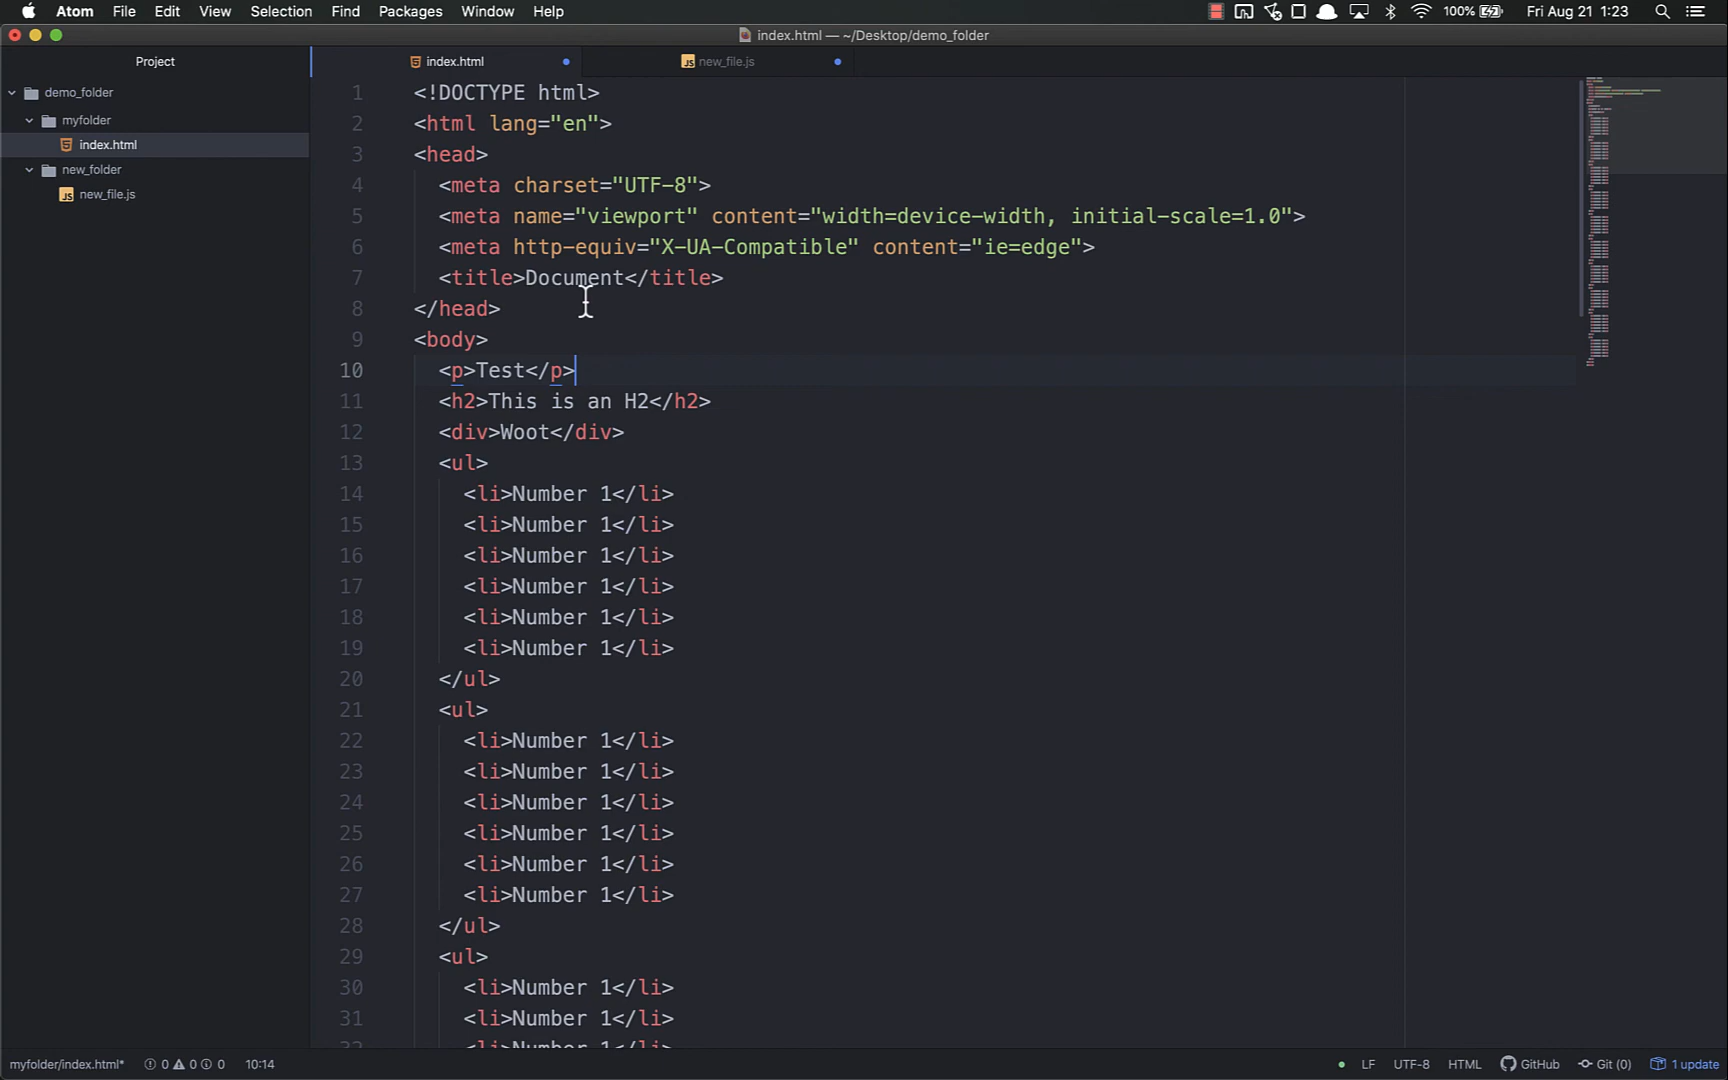 Atom File Edit View Selection Find Packages Window Help 100% Fri Aug 21 1:23
index.html — ~/Desktop/demo_folder
Project
demo_folder
myfolder
index.html
new_folder
new_file.js
index.html new_file.js
1 <!DOCTYPE html>
2 <html lang="en">
3 <head>
4 <meta charset="UTF-8">
5 <meta name="viewport" content="width=device-width, initial-scale=1.0">
6 <meta http-equiv="X-UA-Compatible" content="ie=edge">
7 <title>Document</title>
8 </head>
9 <body>
10 <p>Test</p>
11 <h2>This is an H2</h2>
12 <div>Woot</div>
13 <ul>
14 <li>Number 1</li>
15 <li>Number 1</li>
16 <li>Number 1</li>
17 <li>Number 1</li>
18 <li>Number 1</li>
19 <li>Number 1</li>
20 </ul>
21 <ul>
22 <li>Number 1</li>
23 <li>Number 1</li>
24 <li>Number 1</li>
25 <li>Number 1</li>
26 <li>Number 1</li>
27 <li>Number 1</li>
28 </ul>
29 <ul>
30 <li>Number 1</li>
31 <li>Number 1</li>
32 <li>Number 1</li>
myfolder/index.html* 0 0 0 10:14 LF UTF-8 HTML GitHub Git (0) 1 update